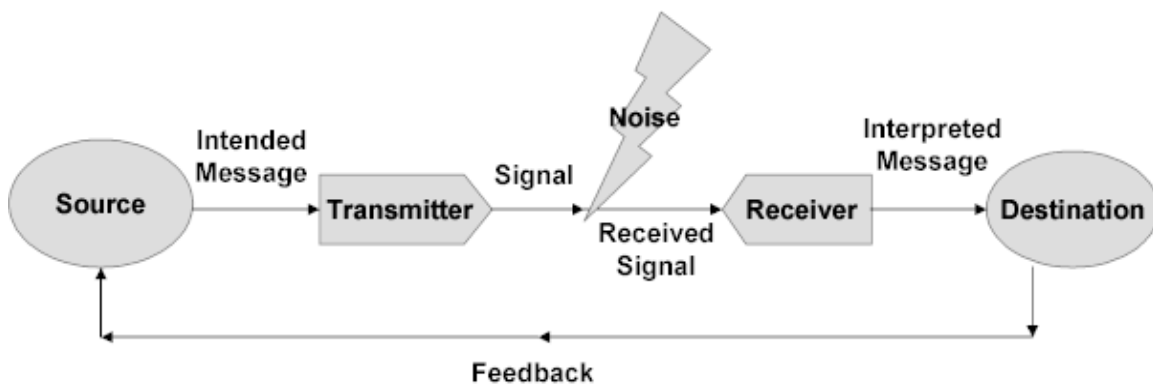 Source
Intended
Message
Transmitter
Signal
Noise
Received
Signal
Receiver
Interpreted
Message
Destination
Feedback